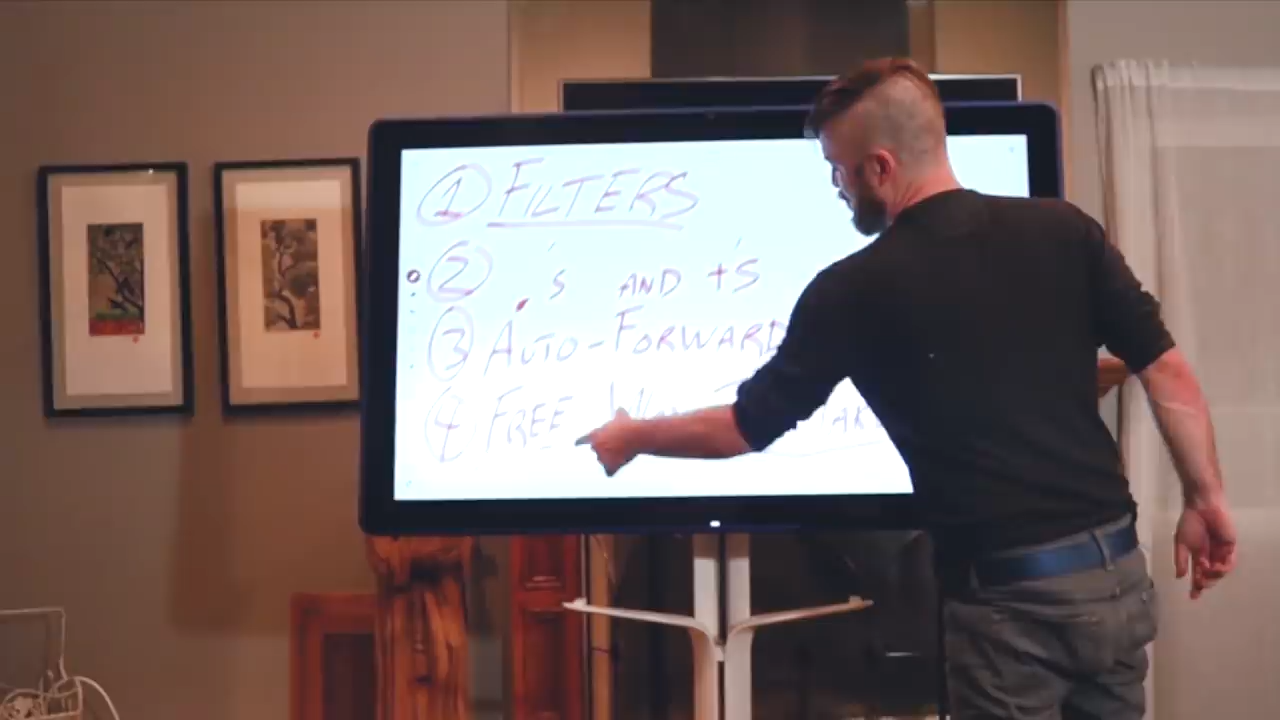 ① FILTERS
② .'s AND +'s
③ AUTO-FORWARD
④ FREE